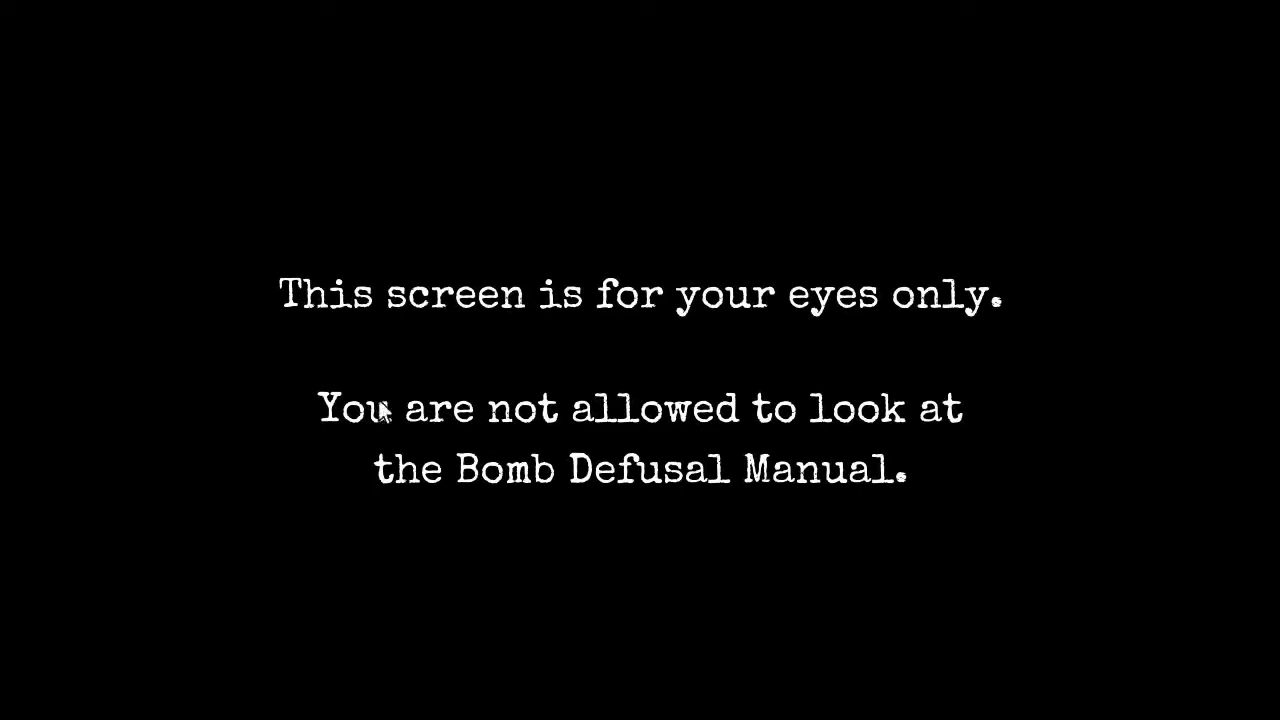 This screen is for your eyes only.
You are not allowed to look at
the Bomb Defusal Manual.